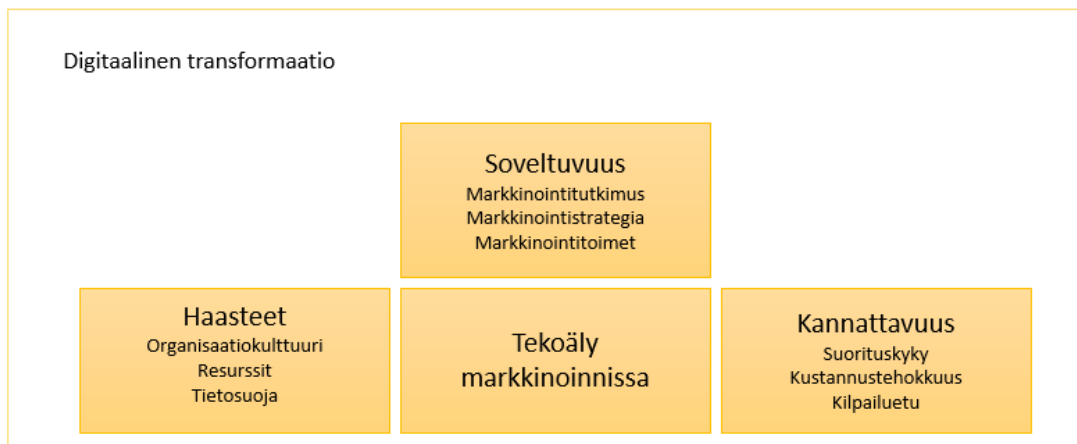 Digitaalinen transformaatio
Soveltuvuus
Markkinointitutkimus
Markkinointistrategia
Markkinointitoimet
Haasteet
Organisaatiokulttuuri
Resurssit
Tietosuoja
Tekoäly
markkinoinnissa
Kannattavuus
Suorituskyky
Kustannustehokkuus
Kilpailuetu